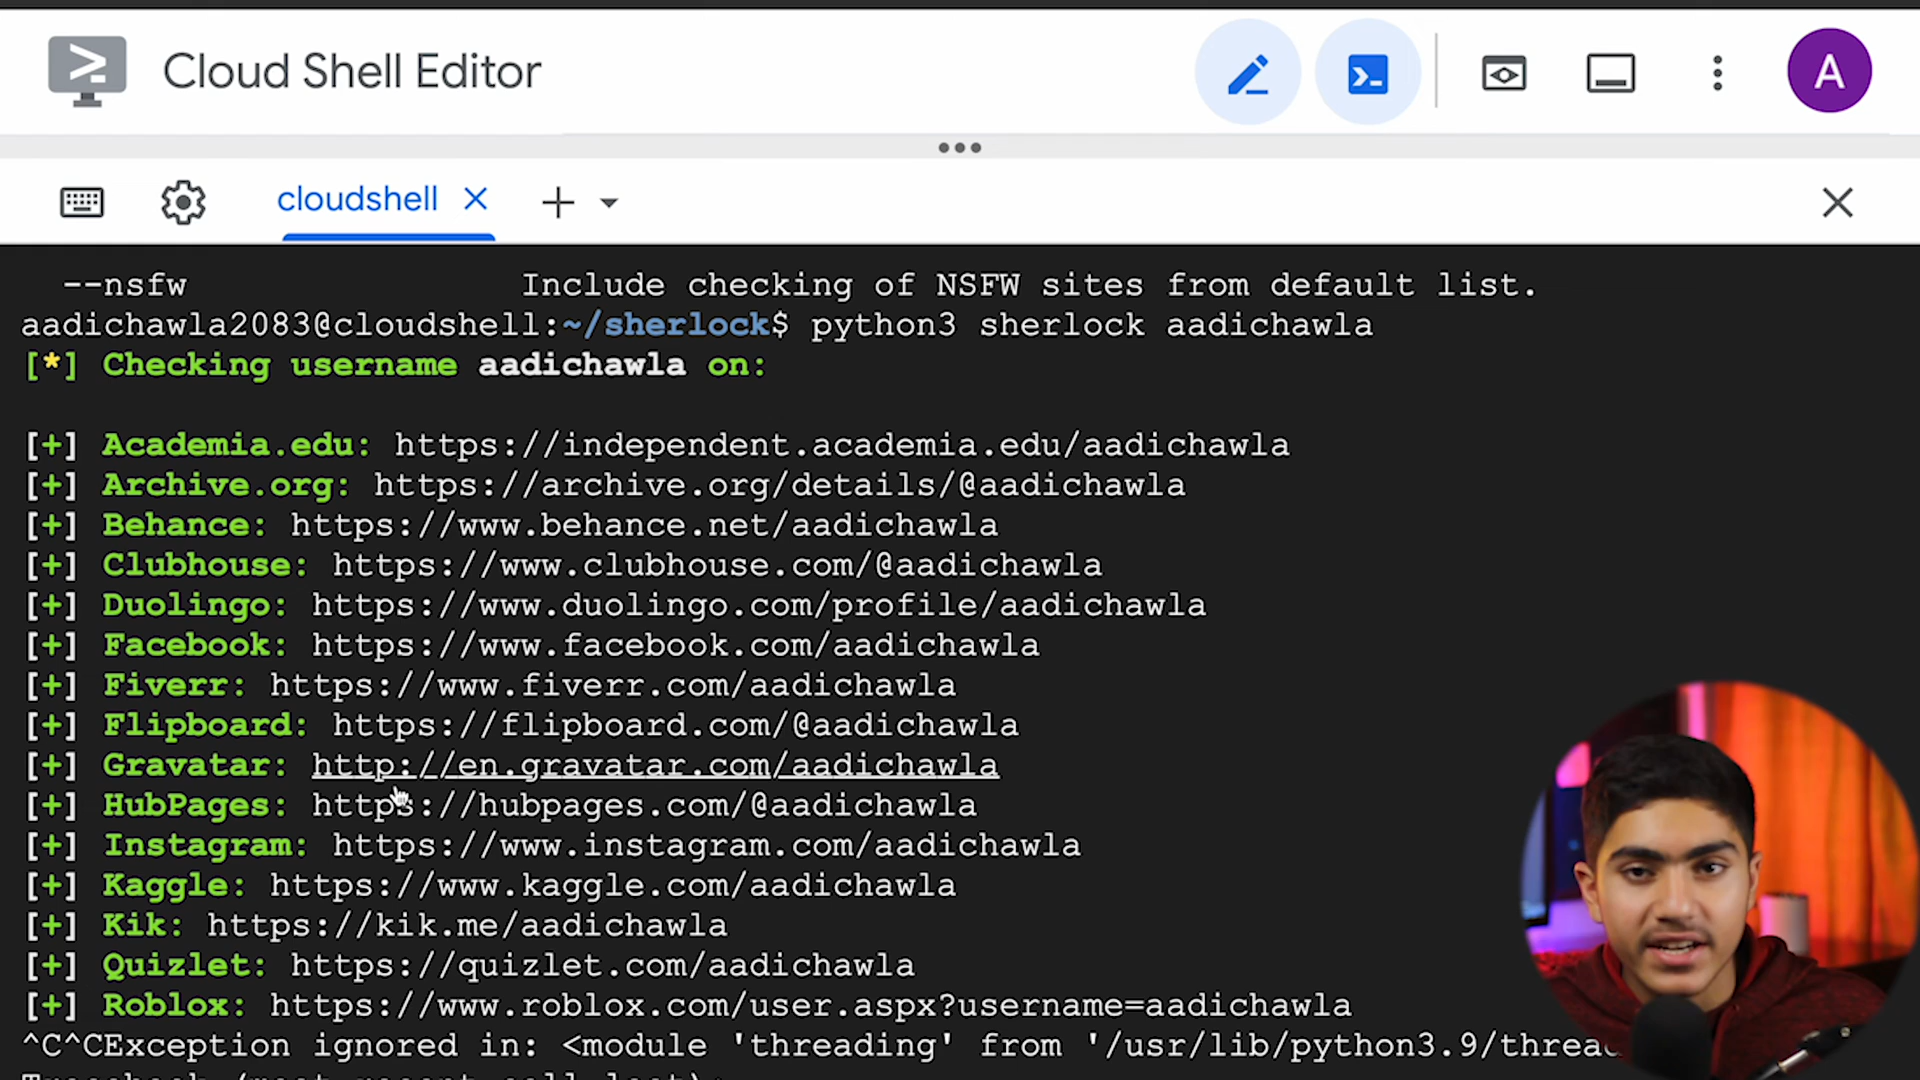 Cloud Shell Editor
A
cloudshell
--nsfw Include checking of NSFW sites from default list.
aadichawla2083@cloudshell:~/sherlock$ python3 sherlock aadichawla
[*] Checking username aadichawla on:
[+] Academia.edu: https://independent.academia.edu/aadichawla
[+] Archive.org: https://archive.org/details/@aadichawla
[+] Behance: https://www.behance.net/aadichawla
[+] Clubhouse: https://www.clubhouse.com/@aadichawla
[+] Duolingo: https://www.duolingo.com/profile/aadichawla
[+] Facebook: https://www.facebook.com/aadichawla
[+] Fiverr: https://www.fiverr.com/aadichawla
[+] Flipboard: https://flipboard.com/@aadichawla
[+] Gravatar: http://en.gravatar.com/aadichawla
[+] HubPages: https://hubpages.com/@aadichawla
[+] Instagram: https://www.instagram.com/aadichawla
[+] Kaggle: https://www.kaggle.com/aadichawla
[+] Kik: https://kik.me/aadichawla
[+] Quizlet: https://quizlet.com/aadichawla
[+] Roblox: https://www.roblox.com/user.aspx?username=aadichawla
^C^CException ignored in: <module 'threading' from '/usr/lib/python3.9/threa